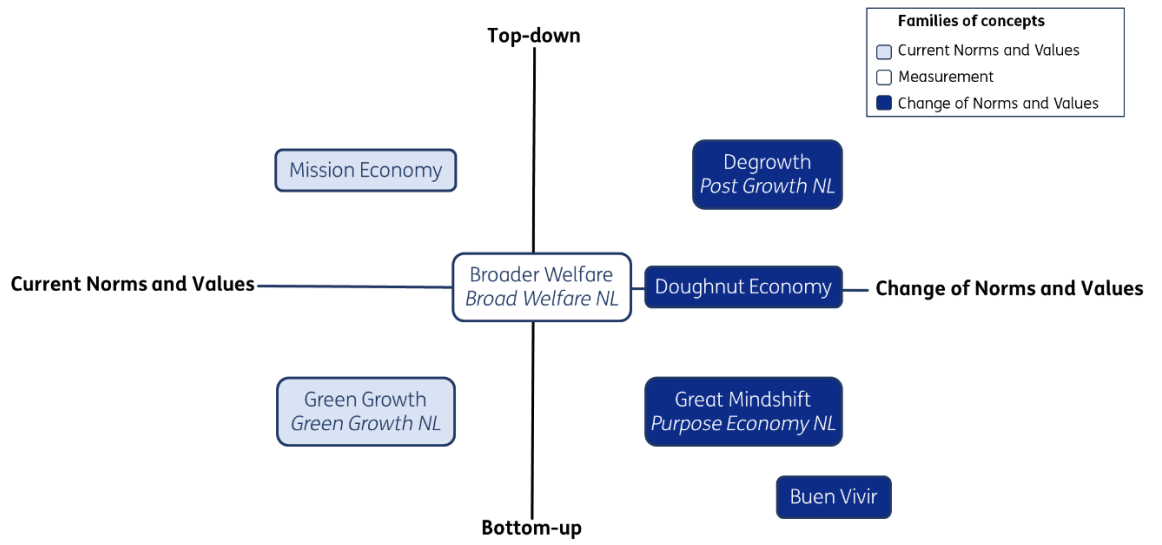 Top-down
Families of concepts
Current Norms and Values
Measurement
Change of Norms and Values
Mission Economy
Degrowth
Post Growth NL
Current Norms and Values
Broader Welfare
Broad Welfare NL
Doughnut Economy
Change of Norms and Values
Green Growth
Green Growth NL
Great Mindshift
Purpose Economy NL
Buen Vivir
Bottom-up